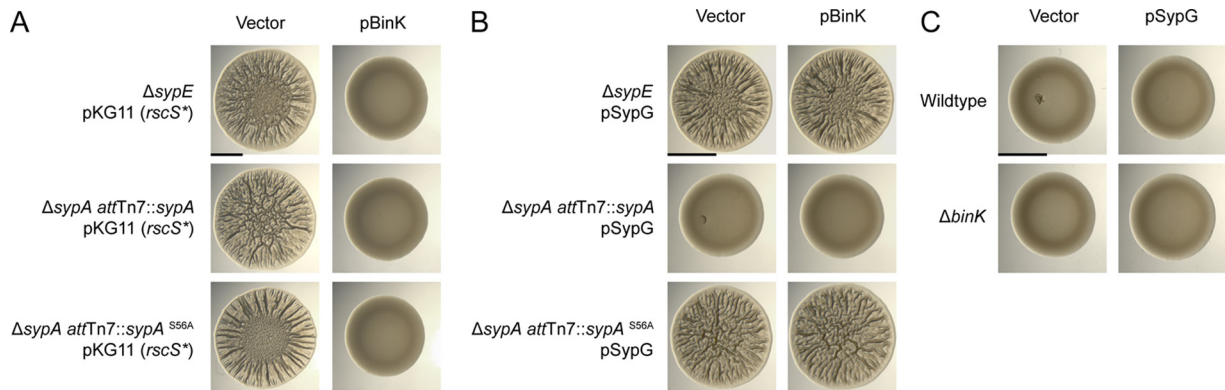 A
Vector
pBinK
ΔsypE
pKG11 (rscS*)
ΔsypA attTn7::sypA
pKG11 (rscS*)
ΔsypA attTn7::sypA S56A
pKG11 (rscS*)
B
Vector
pBinK
ΔsypE
pSypG
ΔsypA attTn7::sypA
pSypG
ΔsypA attTn7::sypA S56A
pSypG
C
Vector
pSypG
Wildtype
ΔbinK